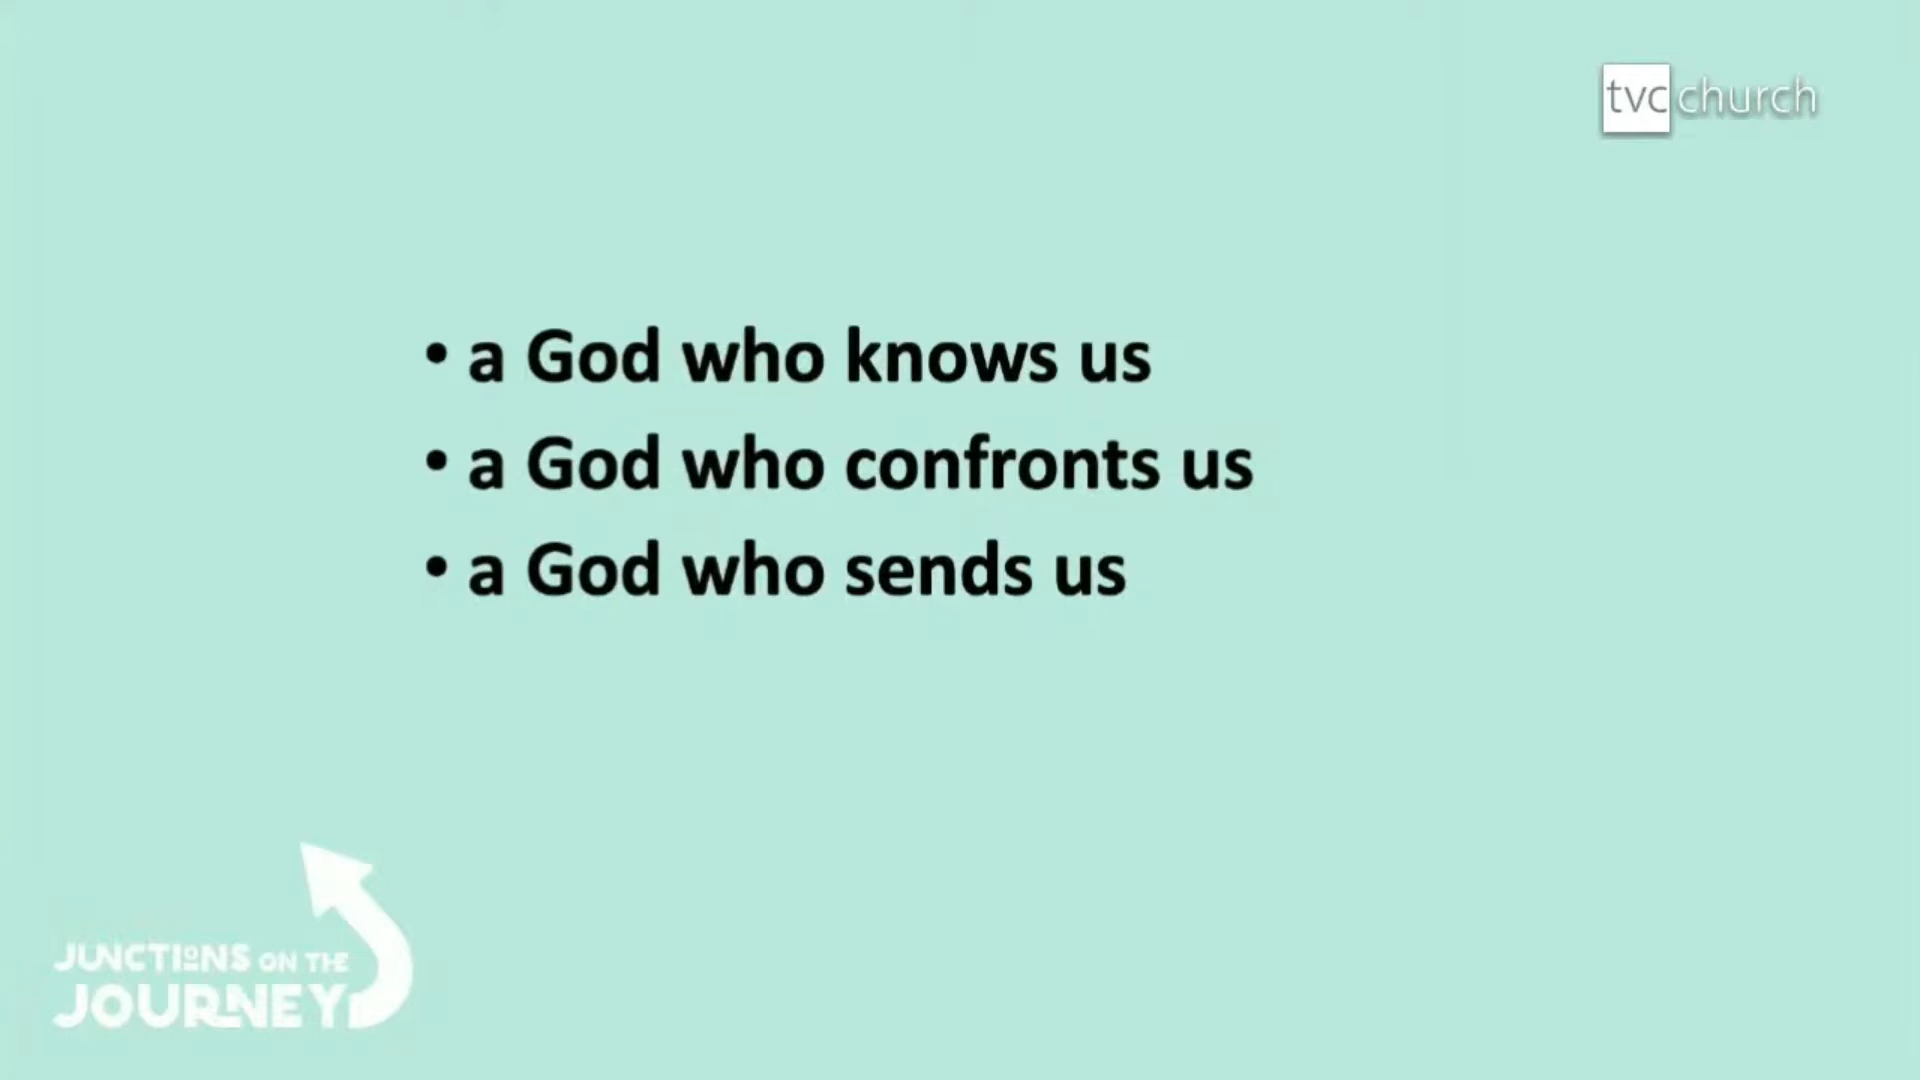 tvc church
• a God who knows us
• a God who confronts us
• a God who sends us
JUNCTIONS ON THE
JOURNEY